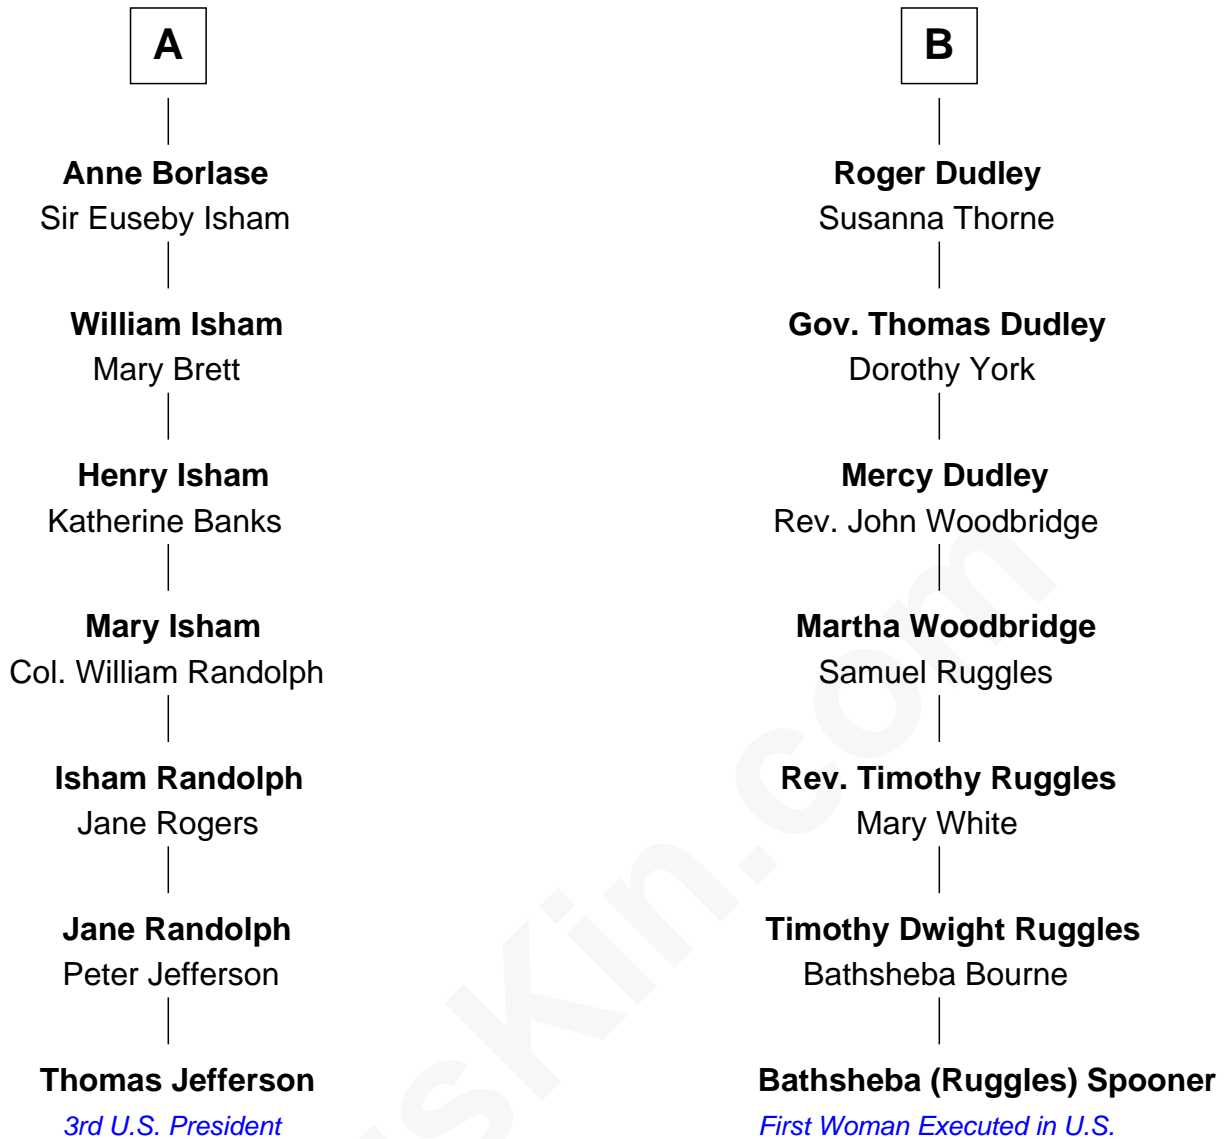 A
Anne Borlase
Sir Euseby Isham
William Isham
Mary Brett
Henry Isham
Katherine Banks
Mary Isham
Col. William Randolph
Isham Randolph
Jane Rogers
Jane Randolph
Peter Jefferson
Thomas Jefferson
3rd U.S. President
B
Roger Dudley
Susanna Thorne
Gov. Thomas Dudley
Dorothy York
Mercy Dudley
Rev. John Woodbridge
Martha Woodbridge
Samuel Ruggles
Rev. Timothy Ruggles
Mary White
Timothy Dwight Ruggles
Bathsheba Bourne
Bathsheba (Ruggles) Spooner
First Woman Executed in U.S.
sKin.com